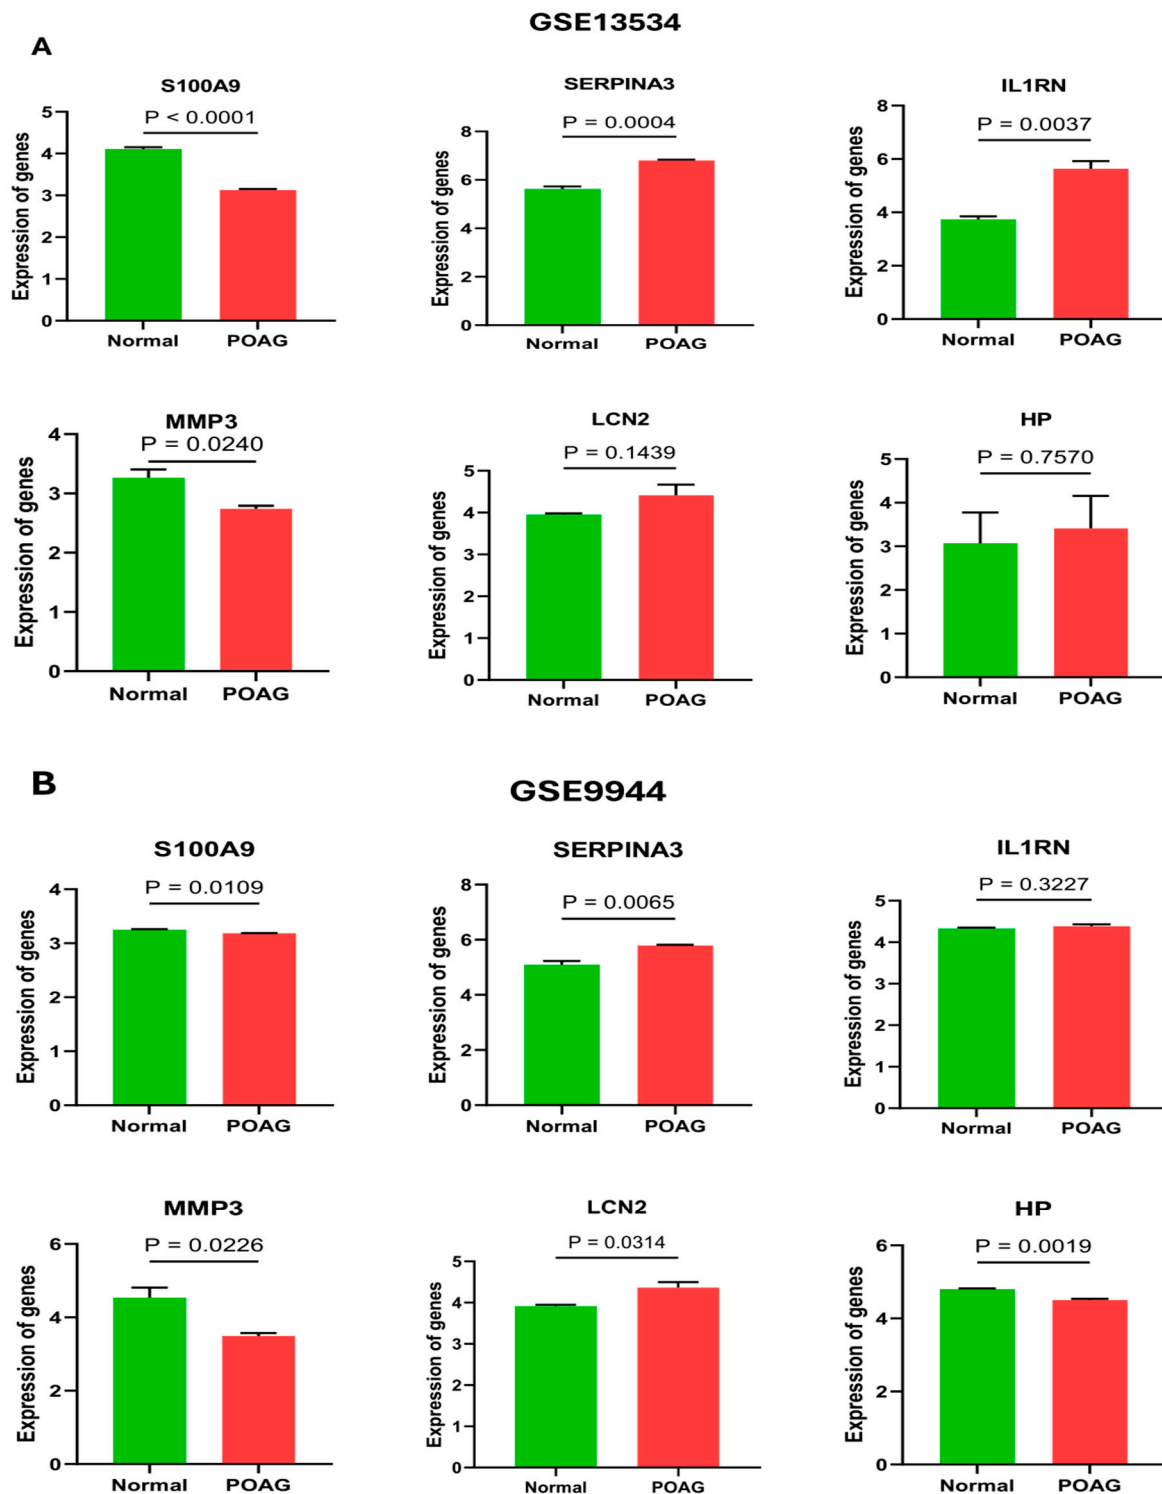 GSE13534
A
S100A9
P < 0.0001
Expression of genes
5
4
3
2
1
0
Normal POAG
SERPINA3
P = 0.0004
Expression of genes
8
6
4
2
0
Normal POAG
IL1RN
P = 0.0037
Expression of genes
8
6
4
2
0
Normal POAG
MMP3
P = 0.0240
Expression of genes
4
3
2
1
0
Normal POAG
LCN2
P = 0.1439
Expression of genes
5
4
3
2
1
0
Normal POAG
HP
P = 0.7570
Expression of genes
5
4
3
2
1
0
Normal POAG
B
GSE9944
S100A9
P = 0.0109
Expression of genes
4
3
2
1
0
Normal POAG
SERPINA3
P = 0.0065
Expression of genes
8
6
4
2
0
Normal POAG
IL1RN
P = 0.3227
Expression of genes
5
4
3
2
1
0
Normal POAG
MMP3
P = 0.0226
Expression of genes
6
4
2
0
Normal POAG
LCN2
P = 0.0314
Expression of genes
5
4
3
2
1
0
Normal POAG
HP
P = 0.0019
Expression of genes
6
4
2
0
Normal POAG